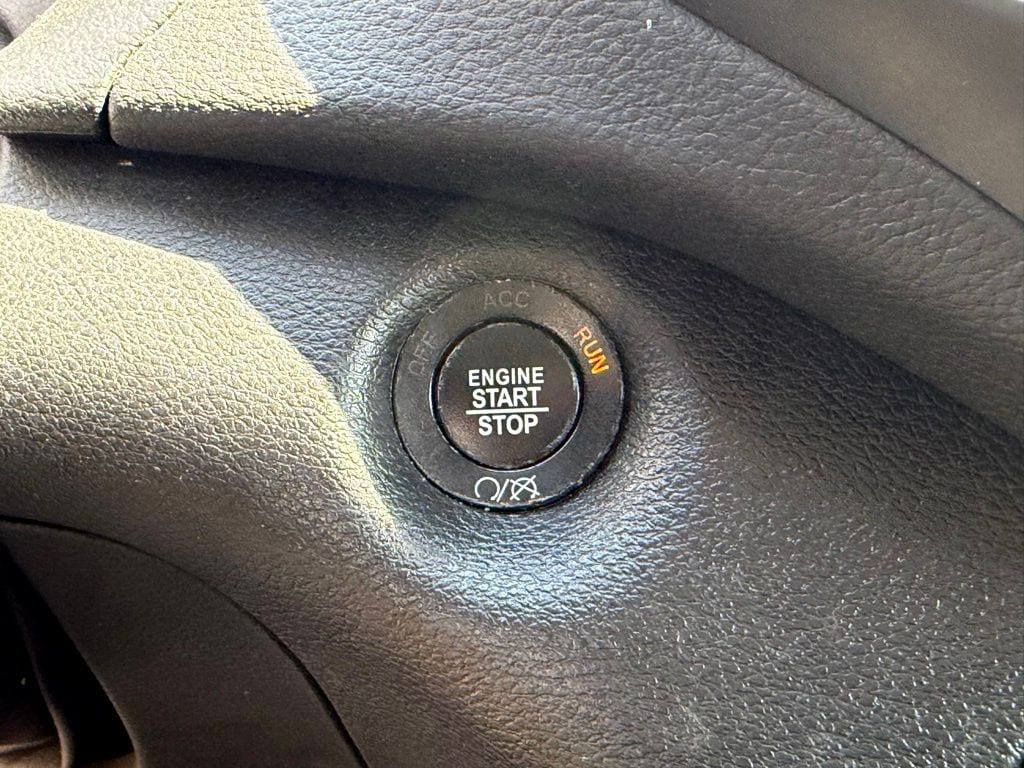 ACC
OFF
RUN
ENGINE
START
STOP